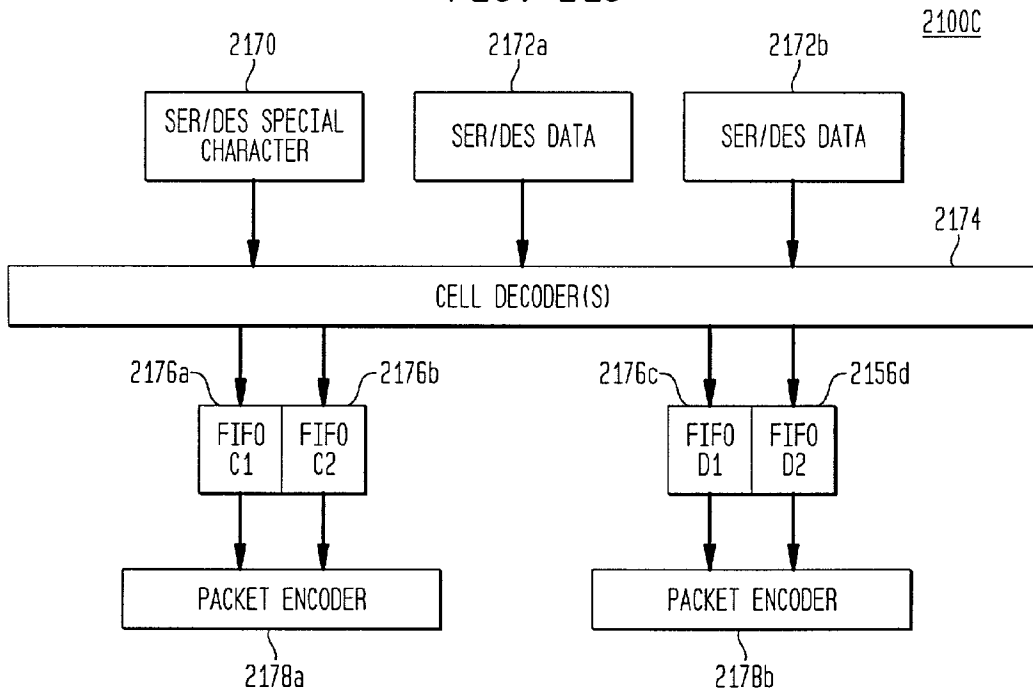 2100C
2170
2172a
2172b
SER/DES SPECIAL
CHARACTER
SER/DES DATA
SER/DES DATA
2174
CELL DECODER(S)
2176a
2176b
2176c
2156d
FIFO
C1
FIFO
C2
FIFO
D1
FIFO
D2
PACKET ENCODER
PACKET ENCODER
2178a
2178b